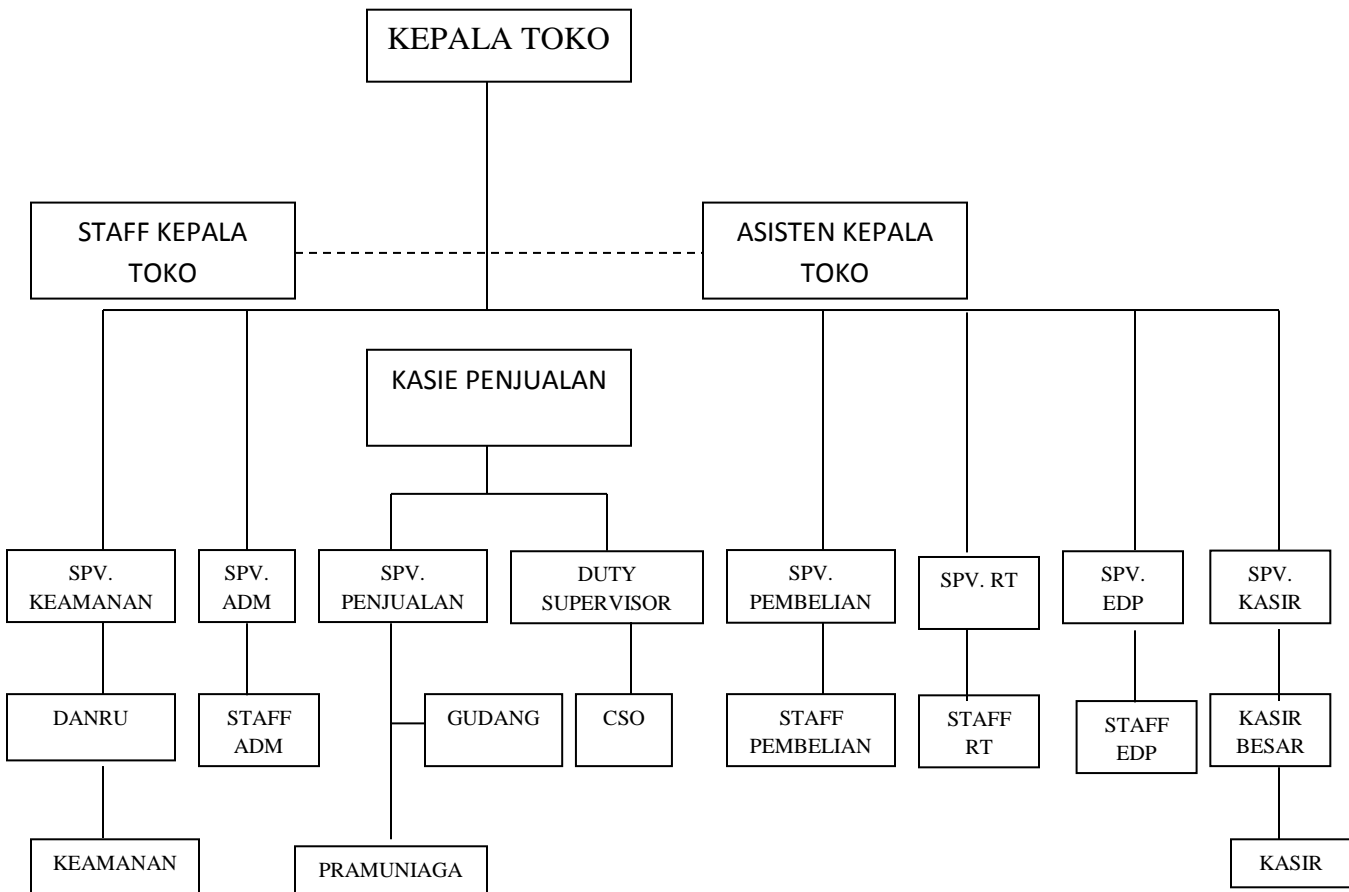 KEPALA TOKO
STAFF KEPALA
TOKO
ASISTEN KEPALA
TOKO
KASIE PENJUALAN
SPV.
KEAMANAN
SPV.
ADM
SPV.
PENJUALAN
DUTY
SUPERVISOR
SPV.
PEMBELIAN
SPV. RT
SPV.
EDP
SPV.
KASIR
DANRU
STAFF
ADM
GUDANG
CSO
STAFF
PEMBELIAN
STAFF
RT
STAFF
EDP
KASIR
BESAR
KEAMANAN
PRAMUNIAGA
KASIR